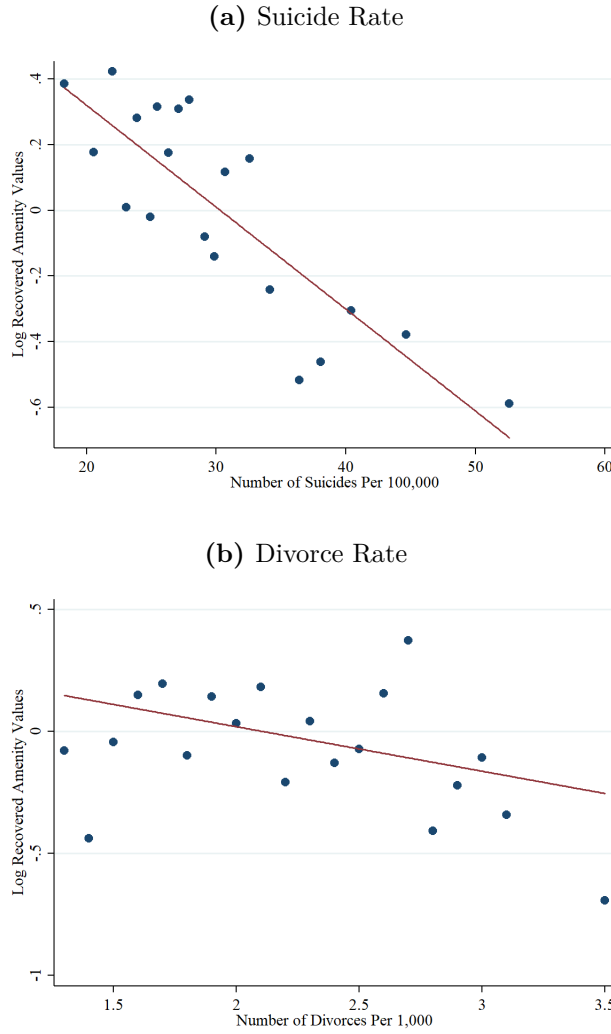 (a) Suicide Rate
Log Recovered Amenity Values
.4
.2
0
-.2
-.4
-.6
20 30 40 50 60
Number of Suicides Per 100,000
(b) Divorce Rate
Log Recovered Amenity Values
.5
0
-.5
-1
1.5 2 2.5 3 3.5
Number of Divorces Per 1,000